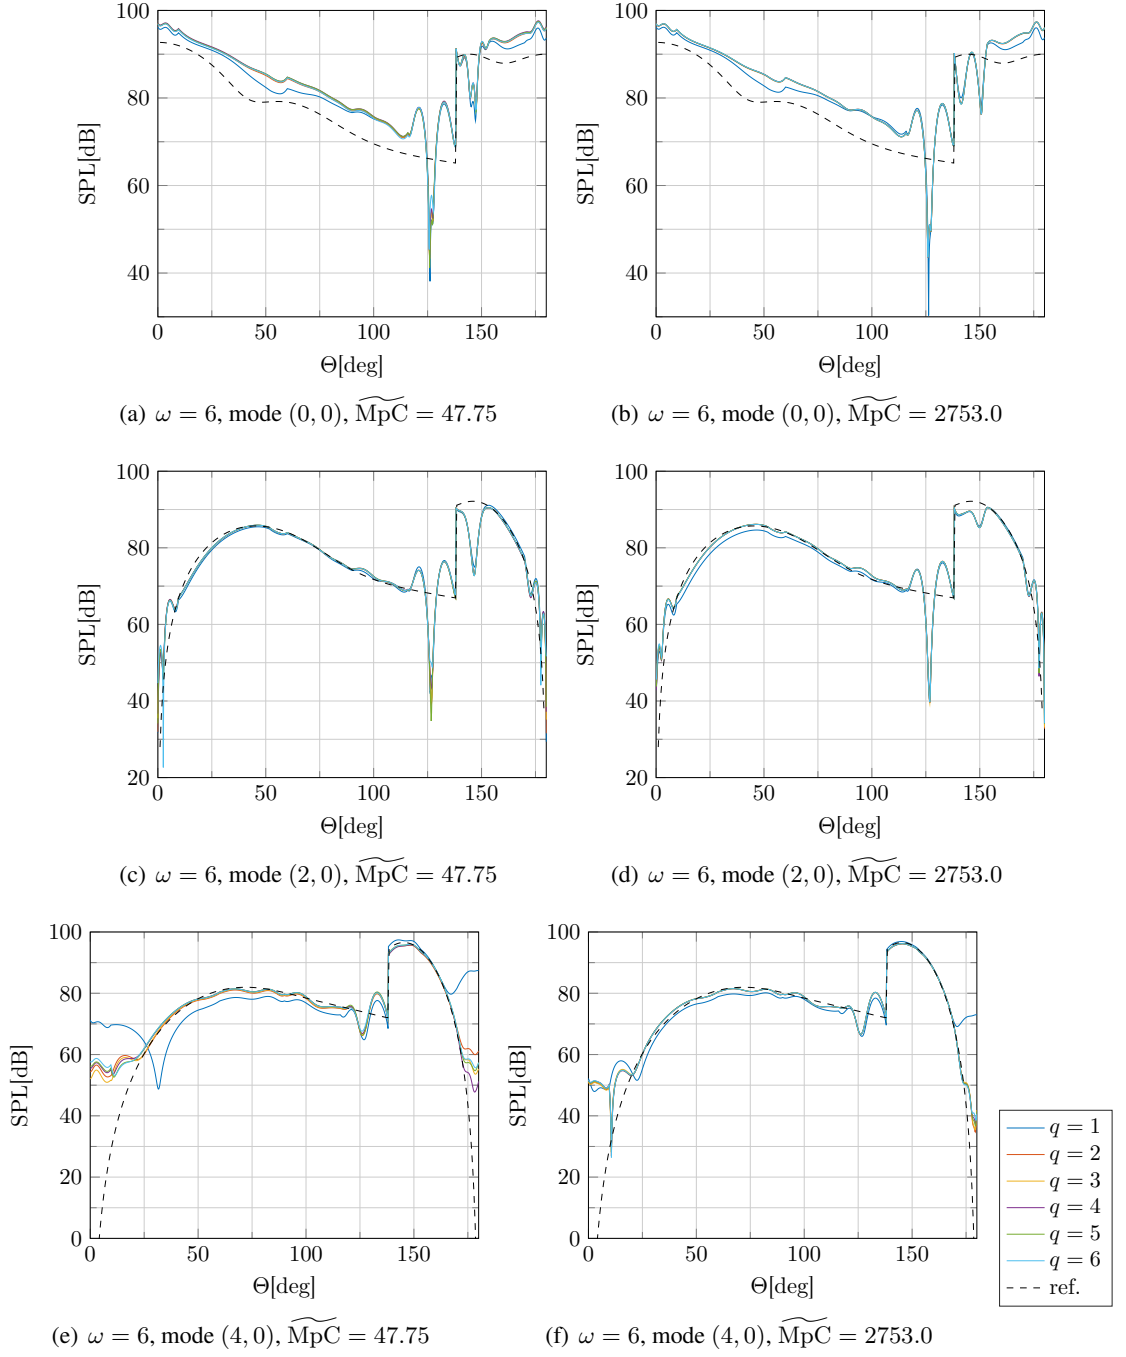 100
80
60
40
0
50
100
150
SPL[dB]
Θ[deg]
(a) ω = 6, mode (0, 0), M͠pC = 47.75
100
80
60
40
0
50
100
150
SPL[dB]
Θ[deg]
(b) ω = 6, mode (0, 0), M͠pC = 2753.0
100
80
60
40
20
0
50
100
150
SPL[dB]
Θ[deg]
(c) ω = 6, mode (2, 0), M͠pC = 47.75
100
80
60
40
20
0
50
100
150
SPL[dB]
Θ[deg]
(d) ω = 6, mode (2, 0), M͠pC = 2753.0
100
80
60
40
20
0
0
50
100
150
SPL[dB]
Θ[deg]
(e) ω = 6, mode (4, 0), M͠pC = 47.75
100
80
60
40
20
0
0
50
100
150
SPL[dB]
Θ[deg]
(f) ω = 6, mode (4, 0), M͠pC = 2753.0
q = 1
q = 2
q = 3
q = 4
q = 5
q = 6
ref.